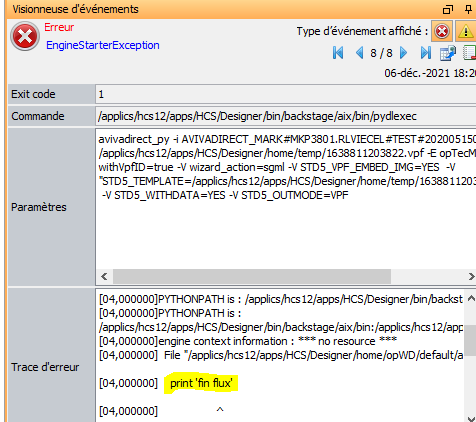 Visionneuse d'événements
Erreur
EngineStarterException
Type d'événement affiché :
8 / 8
06-déc.-2021 18:20
Exit code
1
Commande
/applics/hcs12/apps/HCS/Designer/bin/backstage/aix/bin/pydlexec
Paramètres
avivadirect_py -i AVIVADIRECT_MARK#MKP3801.RLVIECEL#TEST#202005150
/applics/hcs12/apps/HCS/Designer/home/temp/1638811203822.vpf -E opTecM
withVpfID=true -V wizard_action=sgml -V STD5_VPF_EMBED_IMG=YES -V
"STD5_TEMPLATE=/applics/hcs12/apps/HCS/Designer/home/temp/163881120
-V STD5_WITHDATA=YES -V STD5_OUTMODE=VPF
Trace d'erreur
[04,000000]PYTHONPATH is : /applics/hcs12/apps/HCS/Designer/bin/backst
[04,000000]PYTHONPATH is :
/applics/hcs12/apps/HCS/Designer/bin/backstage/aix/bin:/applics/hcs12/app
[04,000000]engine context information : *** no resource ***
[04,000000] File "/applics/hcs12/apps/HCS/Designer/home/opWD/default/a
[04,000000] print 'fin flux'
[04,000000] ^